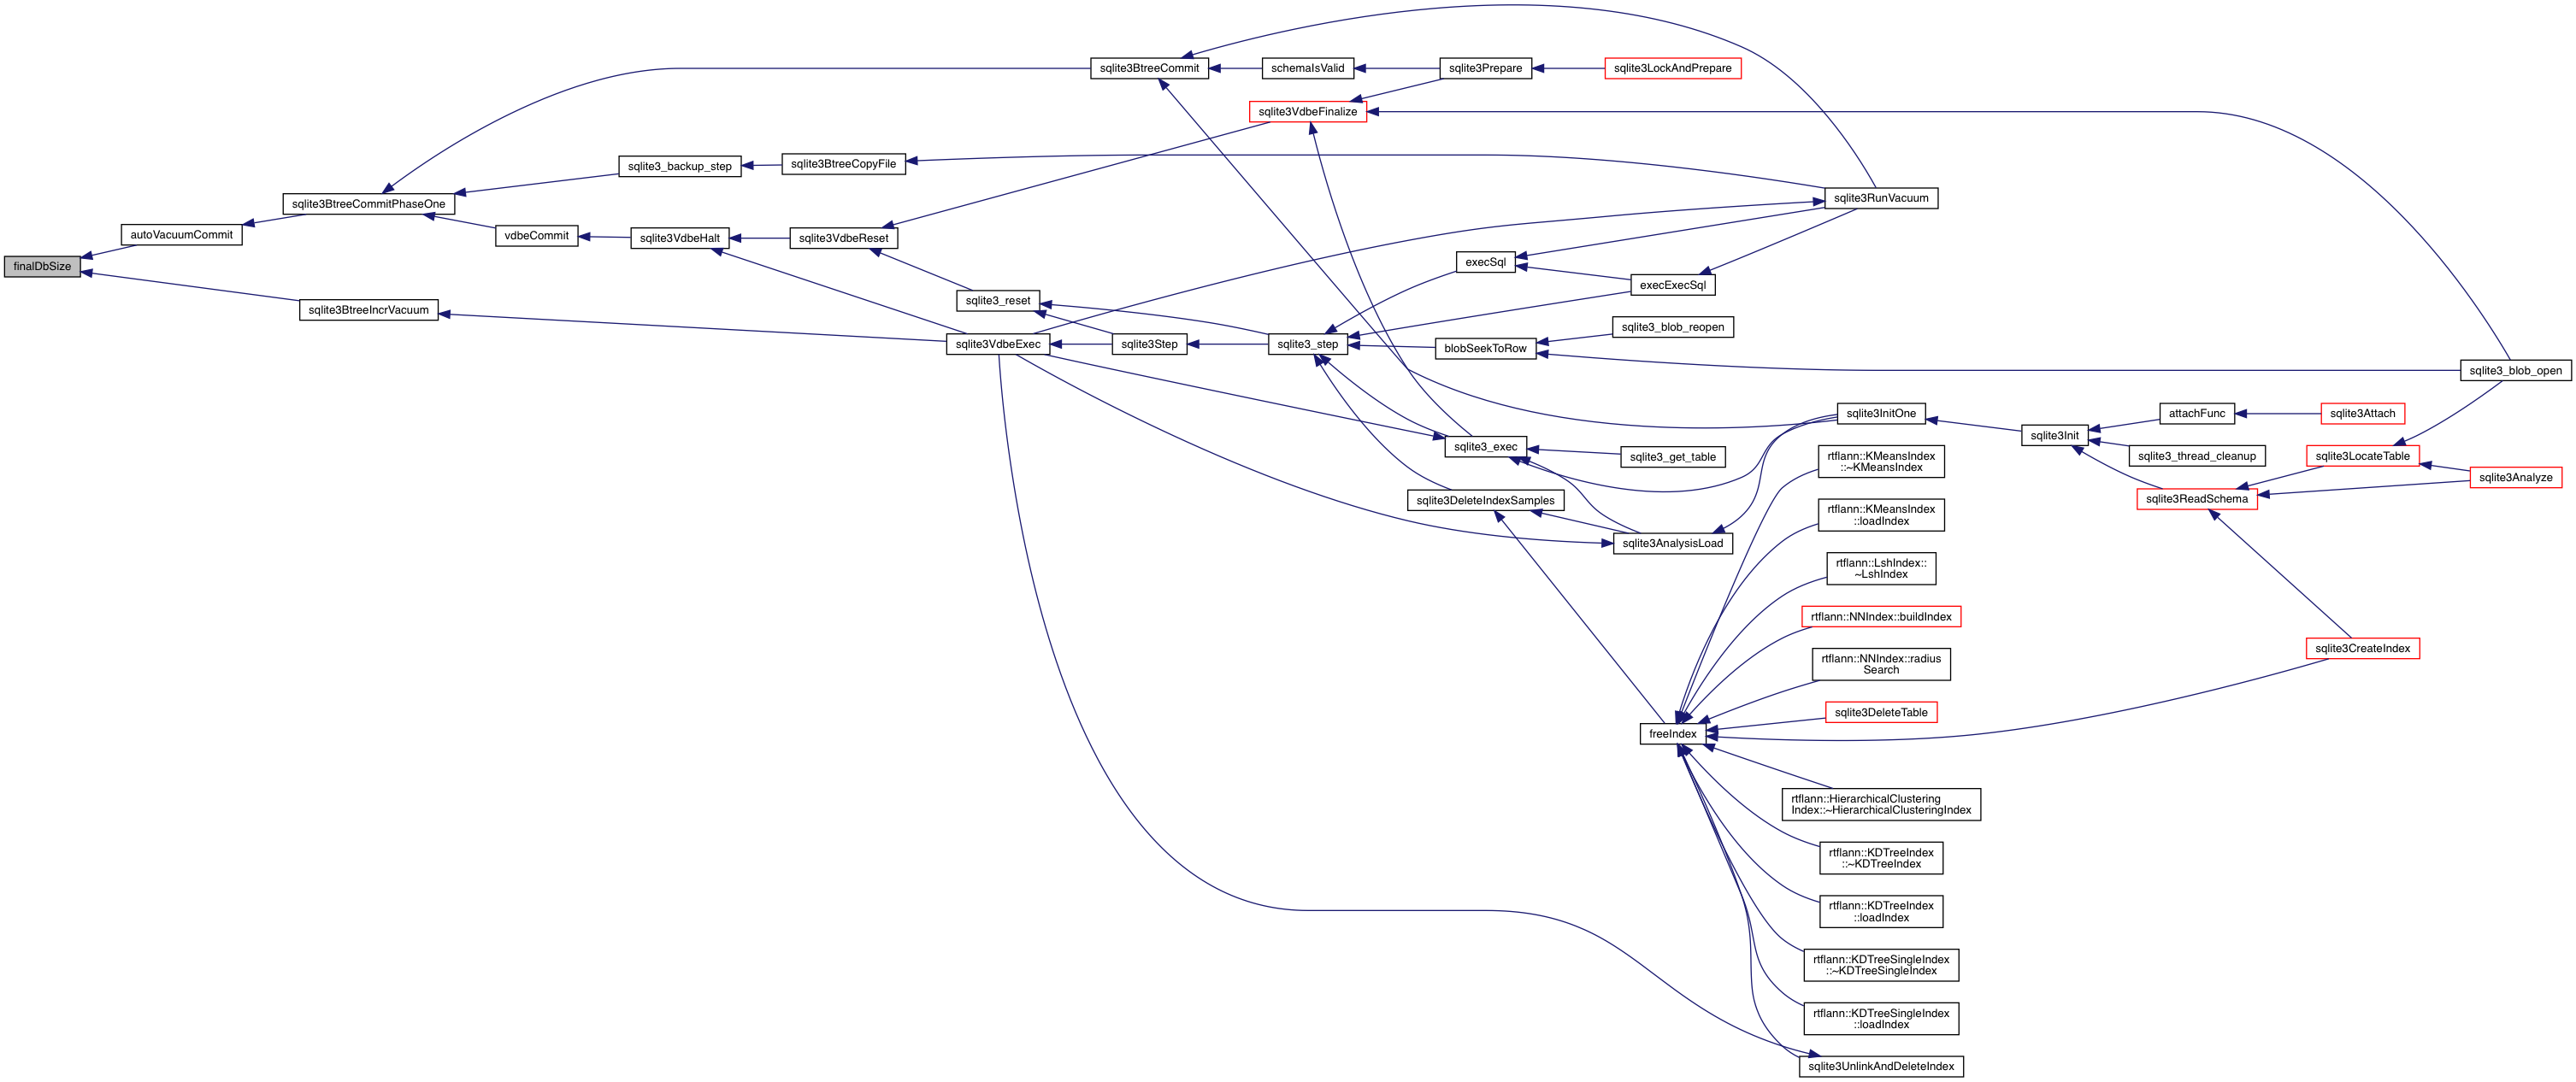 finalDbSize
autoVacuumCommit
sqlite3BtreeIncrVacuum
sqlite3BtreeCommitPhaseOne
sqlite3_backup_step
vdbeCommit
sqlite3VdbeHalt
sqlite3BtreeCopyFile
sqlite3VdbeReset
sqlite3_reset
sqlite3VdbeExec
sqlite3BtreeCommit
sqlite3Step
schemaIsValid
sqlite3VdbeFinalize
sqlite3_step
sqlite3Prepare
execSql
blobSeekToRow
sqlite3_exec
sqlite3DeleteIndexSamples
sqlite3LockAndPrepare
execExecSql
sqlite3_blob_reopen
sqlite3_get_table
sqlite3AnalysisLoad
freeIndex
sqlite3RunVacuum
sqlite3InitOne
rtflann::KMeansIndex
::~KMeansIndex
rtflann::KMeansIndex
::loadIndex
rtflann::LshIndex::
~LshIndex
rtflann::NNIndex::buildIndex
rtflann::NNIndex::radius
Search
sqlite3DeleteTable
rtflann::HierarchicalClustering
Index::~HierarchicalClusteringIndex
rtflann::KDTreeIndex
::~KDTreeIndex
rtflann::KDTreeIndex
::loadIndex
rtflann::KDTreeSingleIndex
::~KDTreeSingleIndex
rtflann::KDTreeSingleIndex
::loadIndex
sqlite3UnlinkAndDeleteIndex
sqlite3Init
attachFunc
sqlite3_thread_cleanup
sqlite3ReadSchema
sqlite3Attach
sqlite3LocateTable
sqlite3CreateIndex
sqlite3_blob_open
sqlite3Analyze